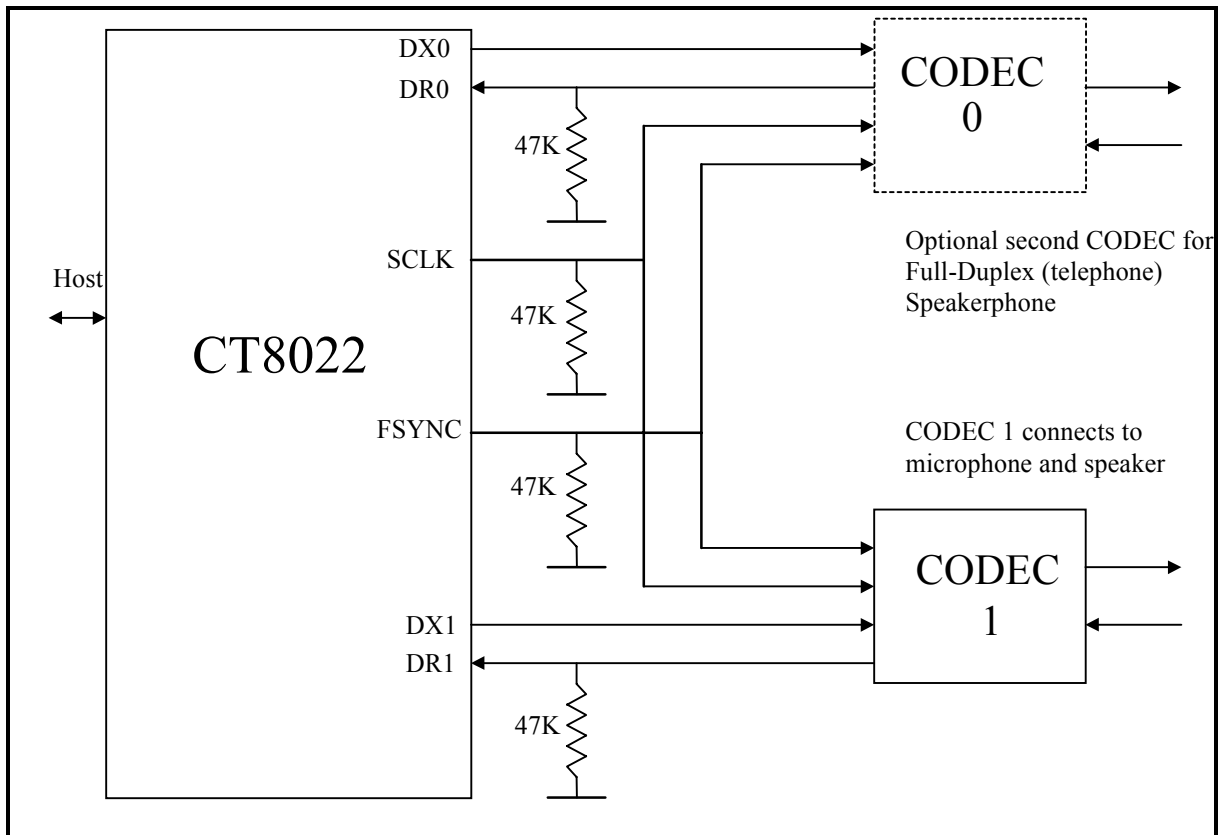 DX0
DR0
CODEC
0
47K
SCLK
Optional second CODEC for
Full-Duplex (telephone)
Speakerphone
Host
47K
CT8022
FSYNC
CODEC 1 connects to
microphone and speaker
47K
CODEC
1
DX1
DR1
47K